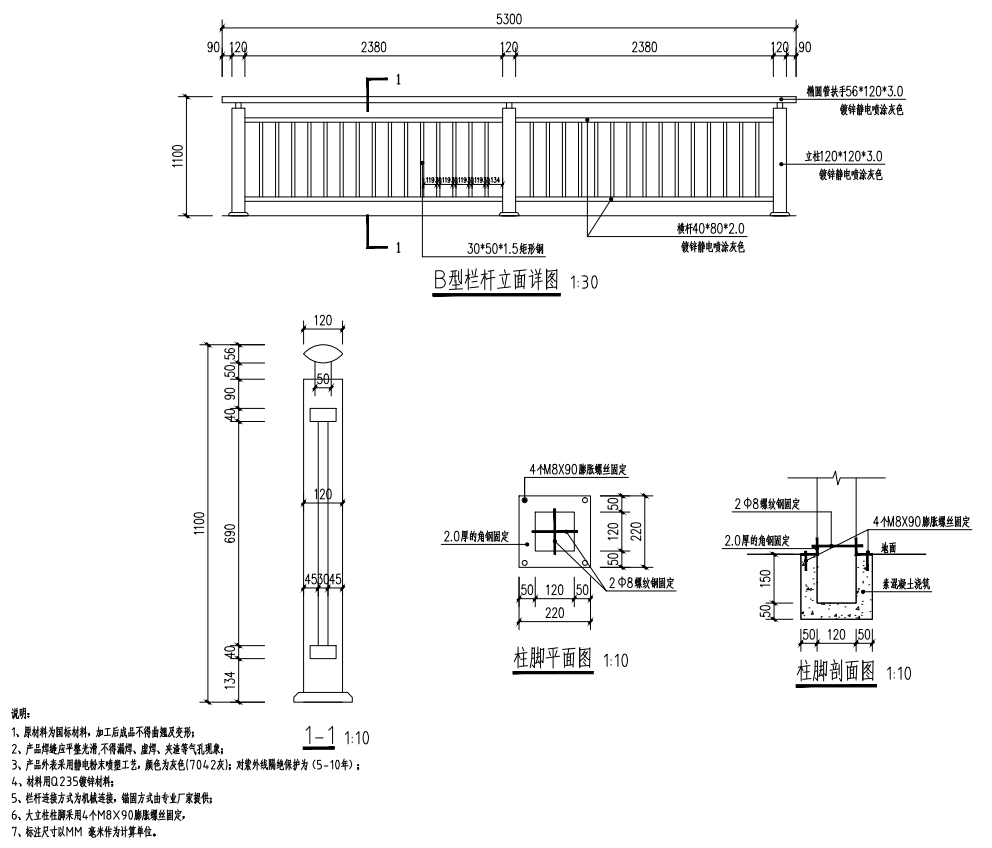 5300
90 120 2380 120 2380 120 90
1
椭圆管扶手56*120*3.0
镀锌静电喷涂灰色
1100
立柱120*120*3.0
镀锌静电喷涂灰色
134
横杆40*80*2.0
镀锌静电喷涂灰色
1
30*50*1.5矩形钢
B型栏杆立面详图 1:30
120
56
50
50
90
40
120
1100
690
45 30 45
40
134
1-1 1:10
4个M8X90膨胀螺丝固定
2.0厚的角钢固定
50
120
50
220
2Φ8螺纹钢固定
50 120 50
220
柱脚平面图 1:10
2Φ8螺纹钢固定
4个M8X90膨胀螺丝固定
2.0厚的角钢固定
地面
150
素混凝土浇筑
50
50 120 50
柱脚剖面图 1:10
说明:
1、原材料为国标材料，加工后成品不得曲翘及变形;
2、产品焊缝应平整光滑,不得漏焊、虚焊、夹渣等气孔现象;
3、产品外表采用静电粉末喷塑工艺，颜色为灰色(7042灰)；对紫外线隔绝保护为（5-10年）;
4、材料用Q235镀锌材料;
5、栏杆连接方式为机械连接，锚固方式由专业厂家提供;
6、大立柱柱脚采用4个M8X90膨胀螺丝固定，
7、标注尺寸以MM 毫米作为计算单位。